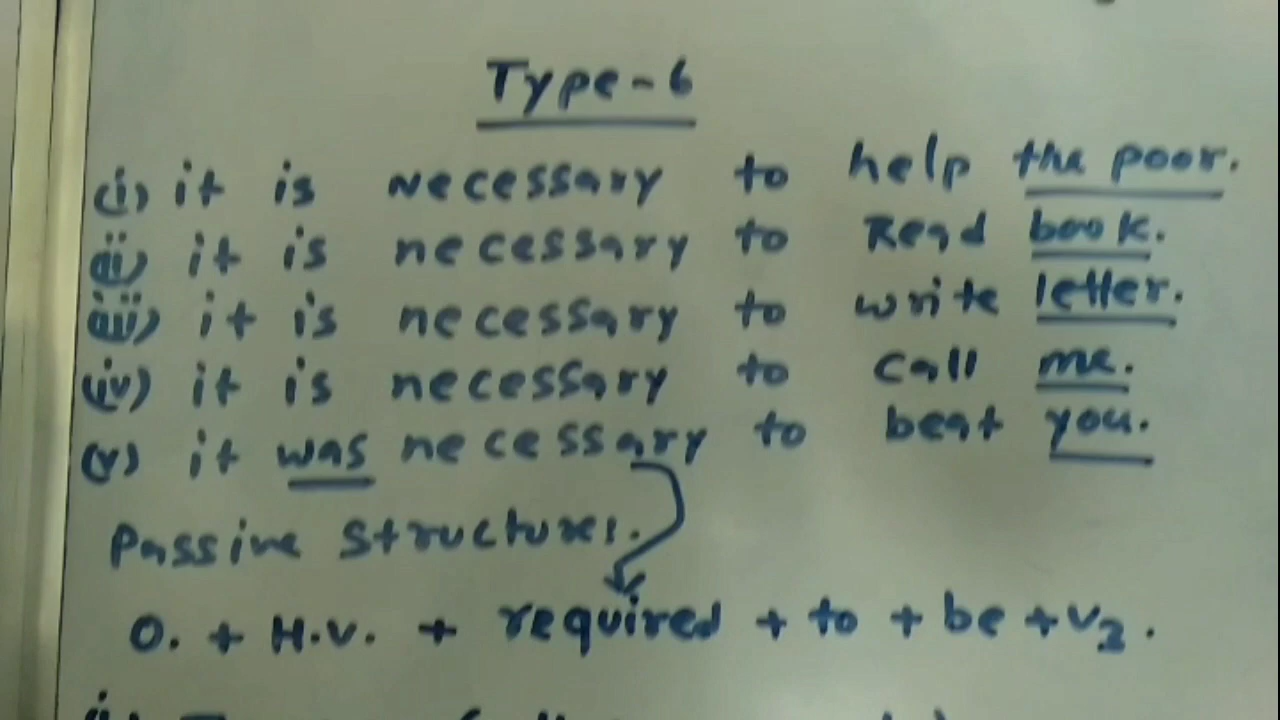 Type-6
(i) it is necessary to help the poor.
(ii) it is necessary to Read book.
(iii) it is necessary to write letter.
(iv) it is necessary to call me.
(v) it was necessary to beat you.
Passive structures.
O. + H.V. + required + to + be + V3.